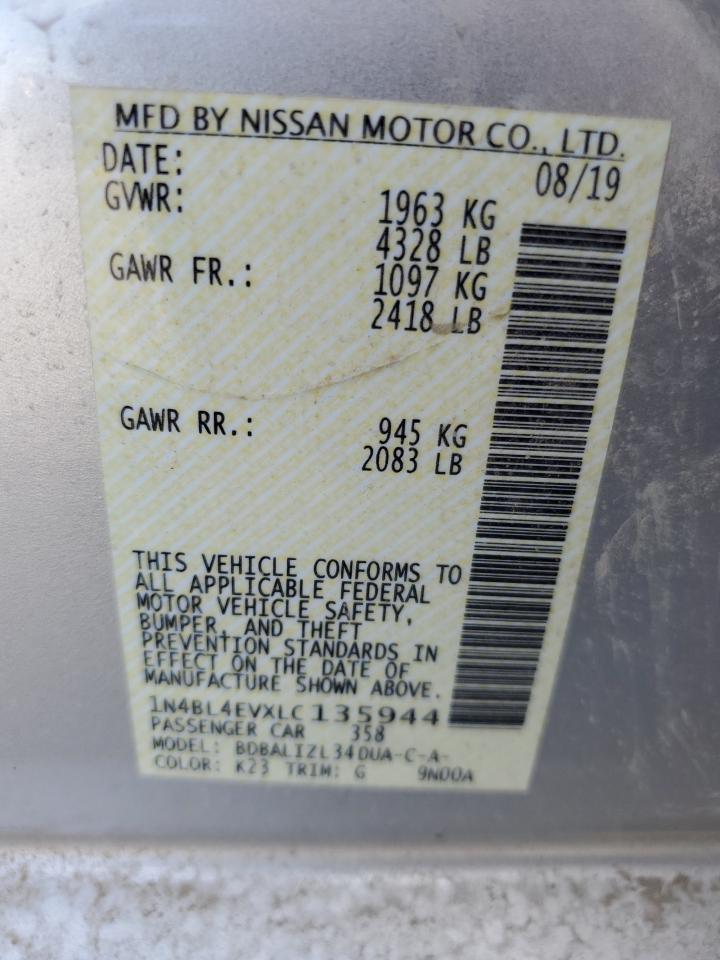 MFD BY NISSAN MOTOR CO., LTD.
DATE: 08/19
GVWR: 1963 KG
4328 LB
GAWR FR.: 1097 KG
2418 LB
GAWR RR.: 945 KG
2083 LB
THIS VEHICLE CONFORMS TO
ALL APPLICABLE FEDERAL
MOTOR VEHICLE SAFETY,
BUMPER, AND THEFT
PREVENTION STANDARDS IN
EFFECT ON THE DATE OF
MANUFACTURE SHOWN ABOVE.
1N4BL4EVXLC135944
PASSENGER CAR 358
MODEL: BDBALIZL34DUA-C-A-
COLOR: K23 TRIM: G 9N00A